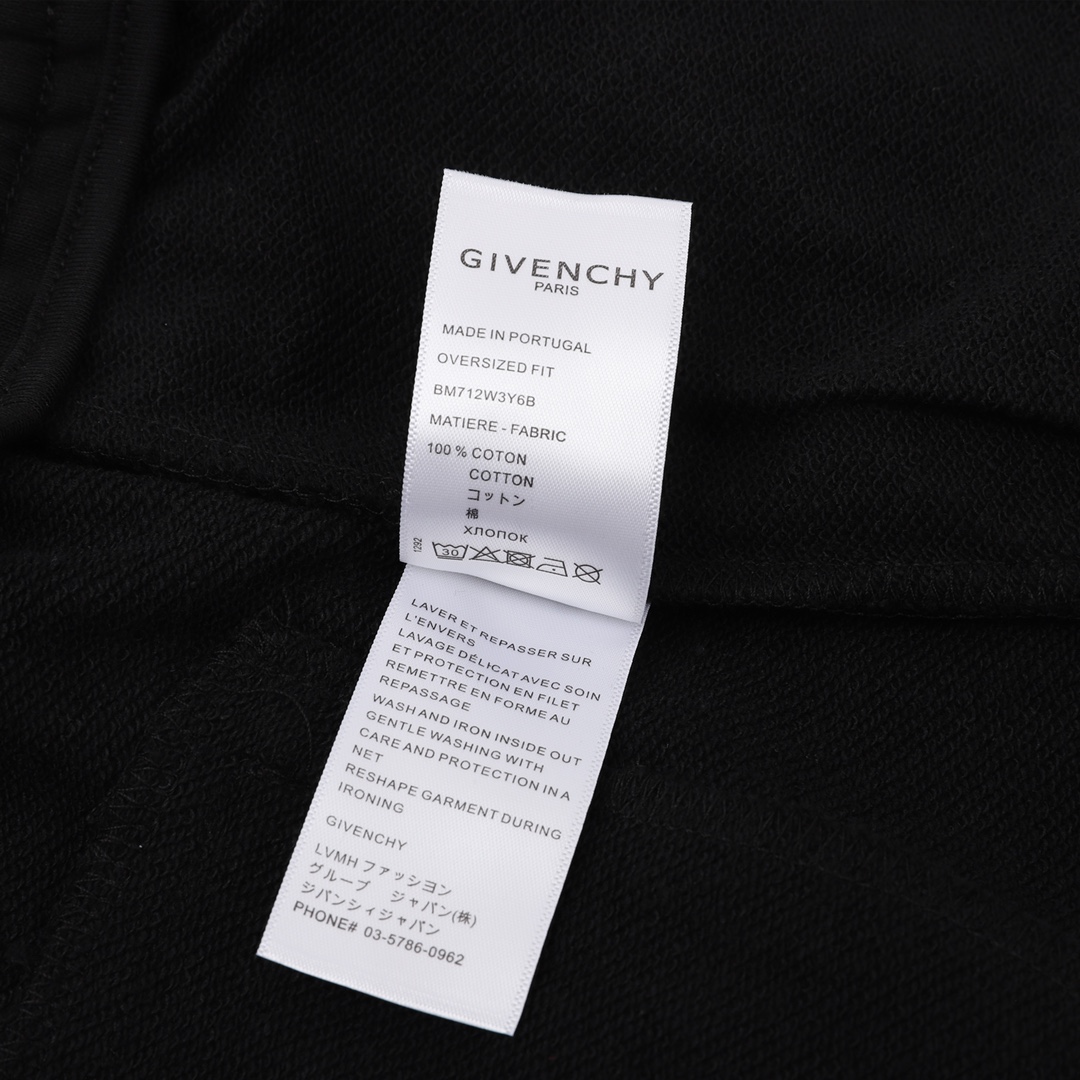 GIVENCHY
PARIS
MADE IN PORTUGAL
OVERSIZED FIT
BM712W3Y6B
MATIERE - FABRIC
100 % COTON
COTTON
コットン
棉
хлопок
1292
30
LAVER ET REPASSER SUR
L'ENVERS
LAVAGE DÉLICAT AVEC SOIN
ET PROTECTION EN FILET
REMETTRE EN FORME AU
REPASSAGE
WASH AND IRON INSIDE OUT
GENTLE WASHING WITH
CARE AND PROTECTION IN A
NET
RESHAPE GARMENT DURING
IRONING
GIVENCHY
LVMH ファッシヨン
グループ ジャパン(株)
ジバンシィジャパン
PHONE# 03-5786-0962